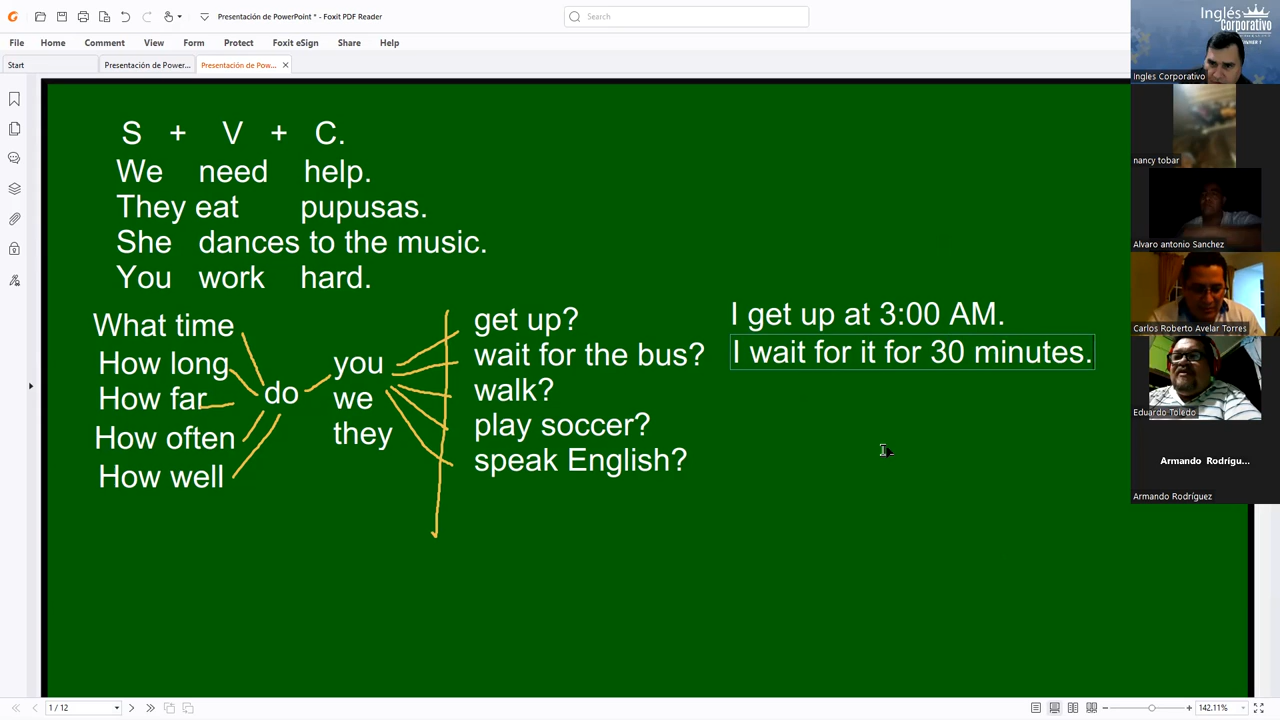 Presentación de PowerPoint * - Foxit PDF Reader
Search
File Home Comment View Form Protect Foxit eSign Share Help
Start
Presentación de Power...
Presentación de Pow...
S + V + C.
We need help.
They eat pupusas.
She dances to the music.
You work hard.
What time
How long
How far
How often
How well
do
you
we
they
get up?
wait for the bus?
walk?
play soccer?
speak English?
I get up at 3:00 AM.
I wait for it for 30 minutes.
Inglés
Corporativo
Ingles Corporativo
nancy tobar
Alvaro antonio Sanchez
Carlos Roberto Avelar Torres
Eduardo Toledo
Armando Rodrígu...
Armando Rodríguez
1 / 12
142.11%